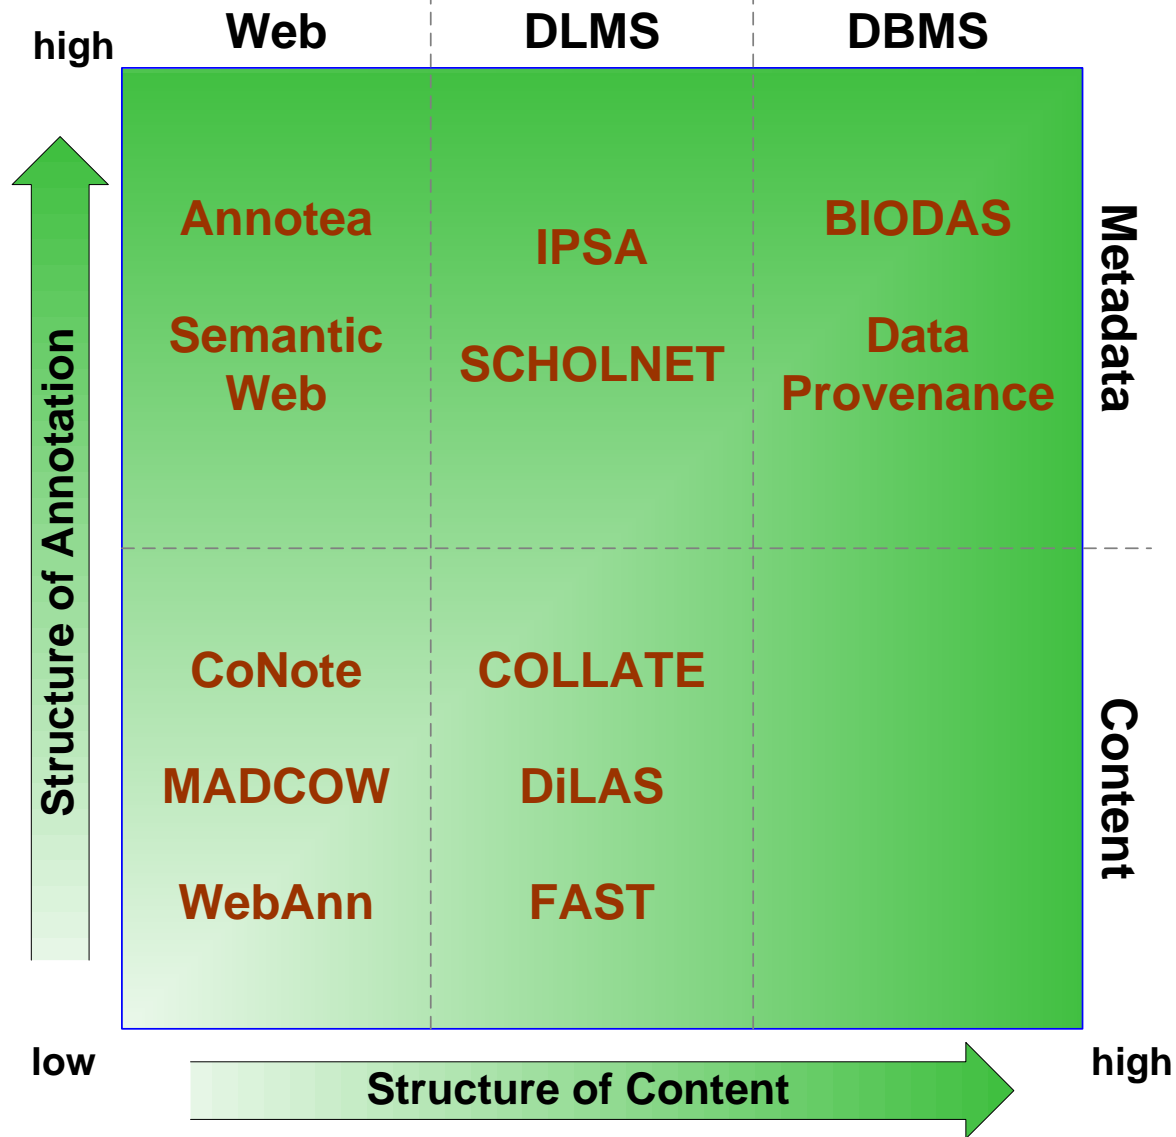 high
Web
DLMS
DBMS
Structure of Annotation
Annotea
IPSA
BIODAS
Semantic
Web
SCHOLNET
Data
Provenance
Metadata
CoNote
COLLATE
MADCOW
DiLAS
WebAnn
FAST
Content
low
Structure of Content
high